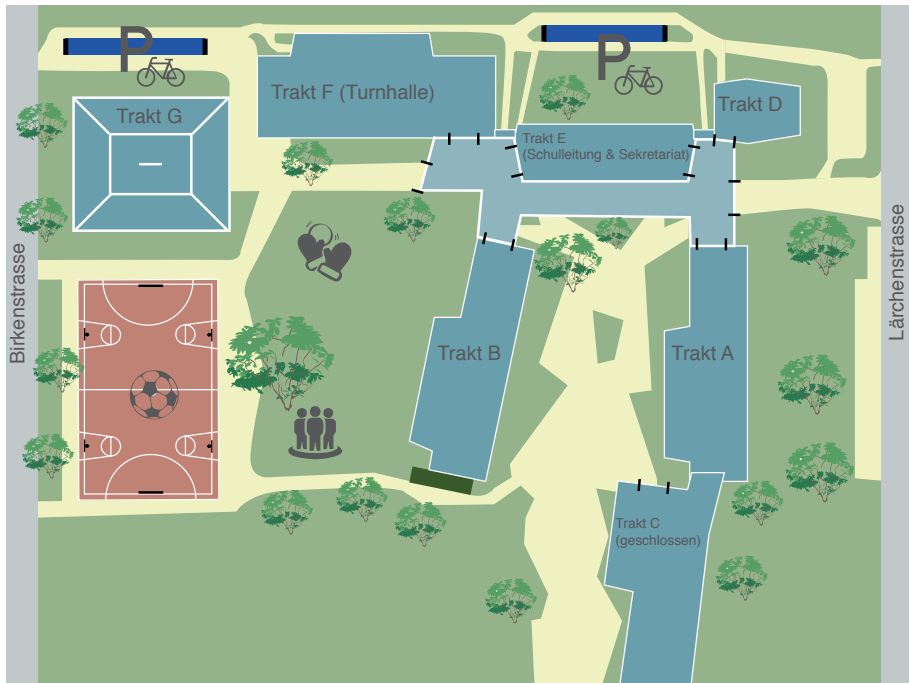 P
P
Trakt F (Turnhalle)
Trakt D
Trakt G
Trakt E
(Schulleitung & Sekretariat)
Birkenstrasse
Lärchenstrasse
Trakt B
Trakt A
Trakt C
(geschlossen)